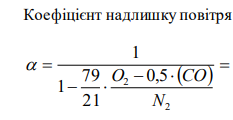 Коефіцієнт надлишку повітря
α = 1 / (1 − 79/21 · (O₂ − 0,5 · (CO))/N₂) =